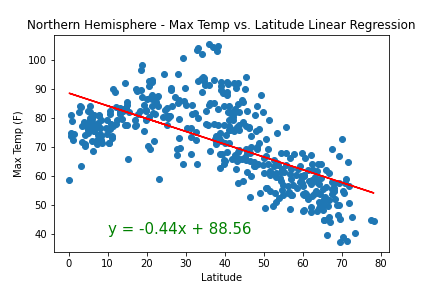 Northern Hemisphere - Max Temp vs. Latitude Linear Regression
100
90
80
70
60
50
40
Max Temp (F)
y = -0.44x + 88.56
0 10 20 30 40 50 60 70 80
Latitude